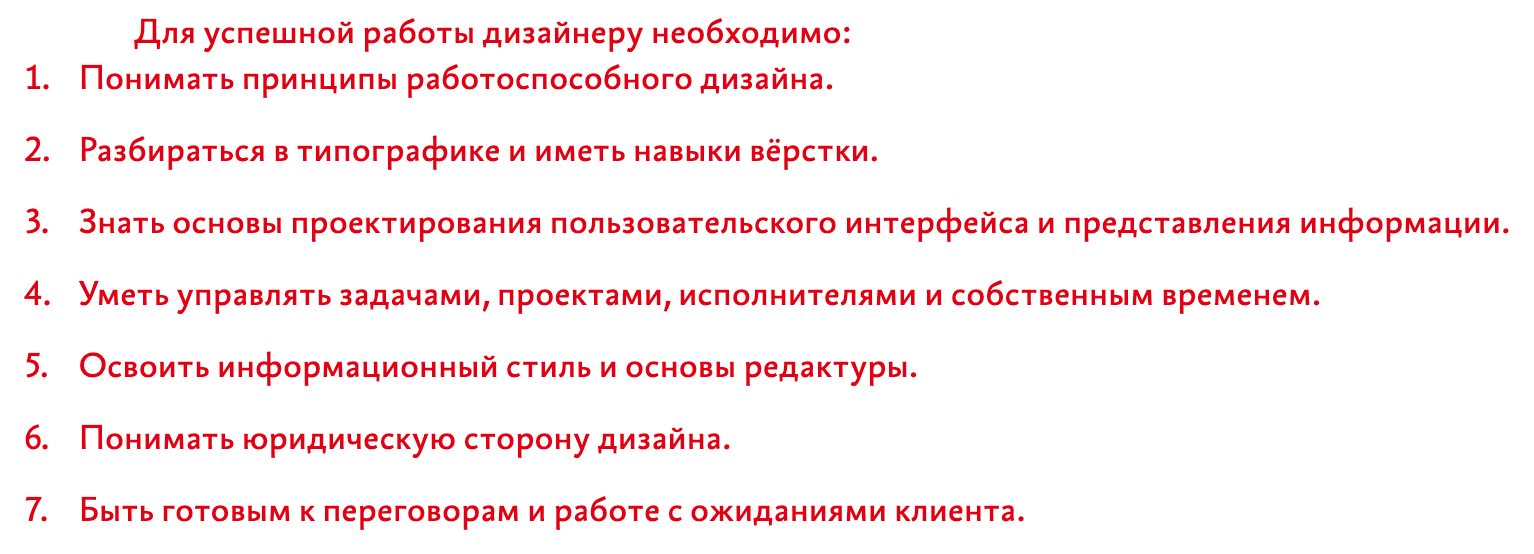 Для успешной работы дизайнеру необходимо:
1. Понимать принципы работоспособного дизайна.
2. Разбираться в типографике и иметь навыки вёрстки.
3. Знать основы проектирования пользовательского интерфейса и представления информации.
4. Уметь управлять задачами, проектами, исполнителями и собственным временем.
5. Освоить информационный стиль и основы редактуры.
6. Понимать юридическую сторону дизайна.
7. Быть готовым к переговорам и работе с ожиданиями клиента.